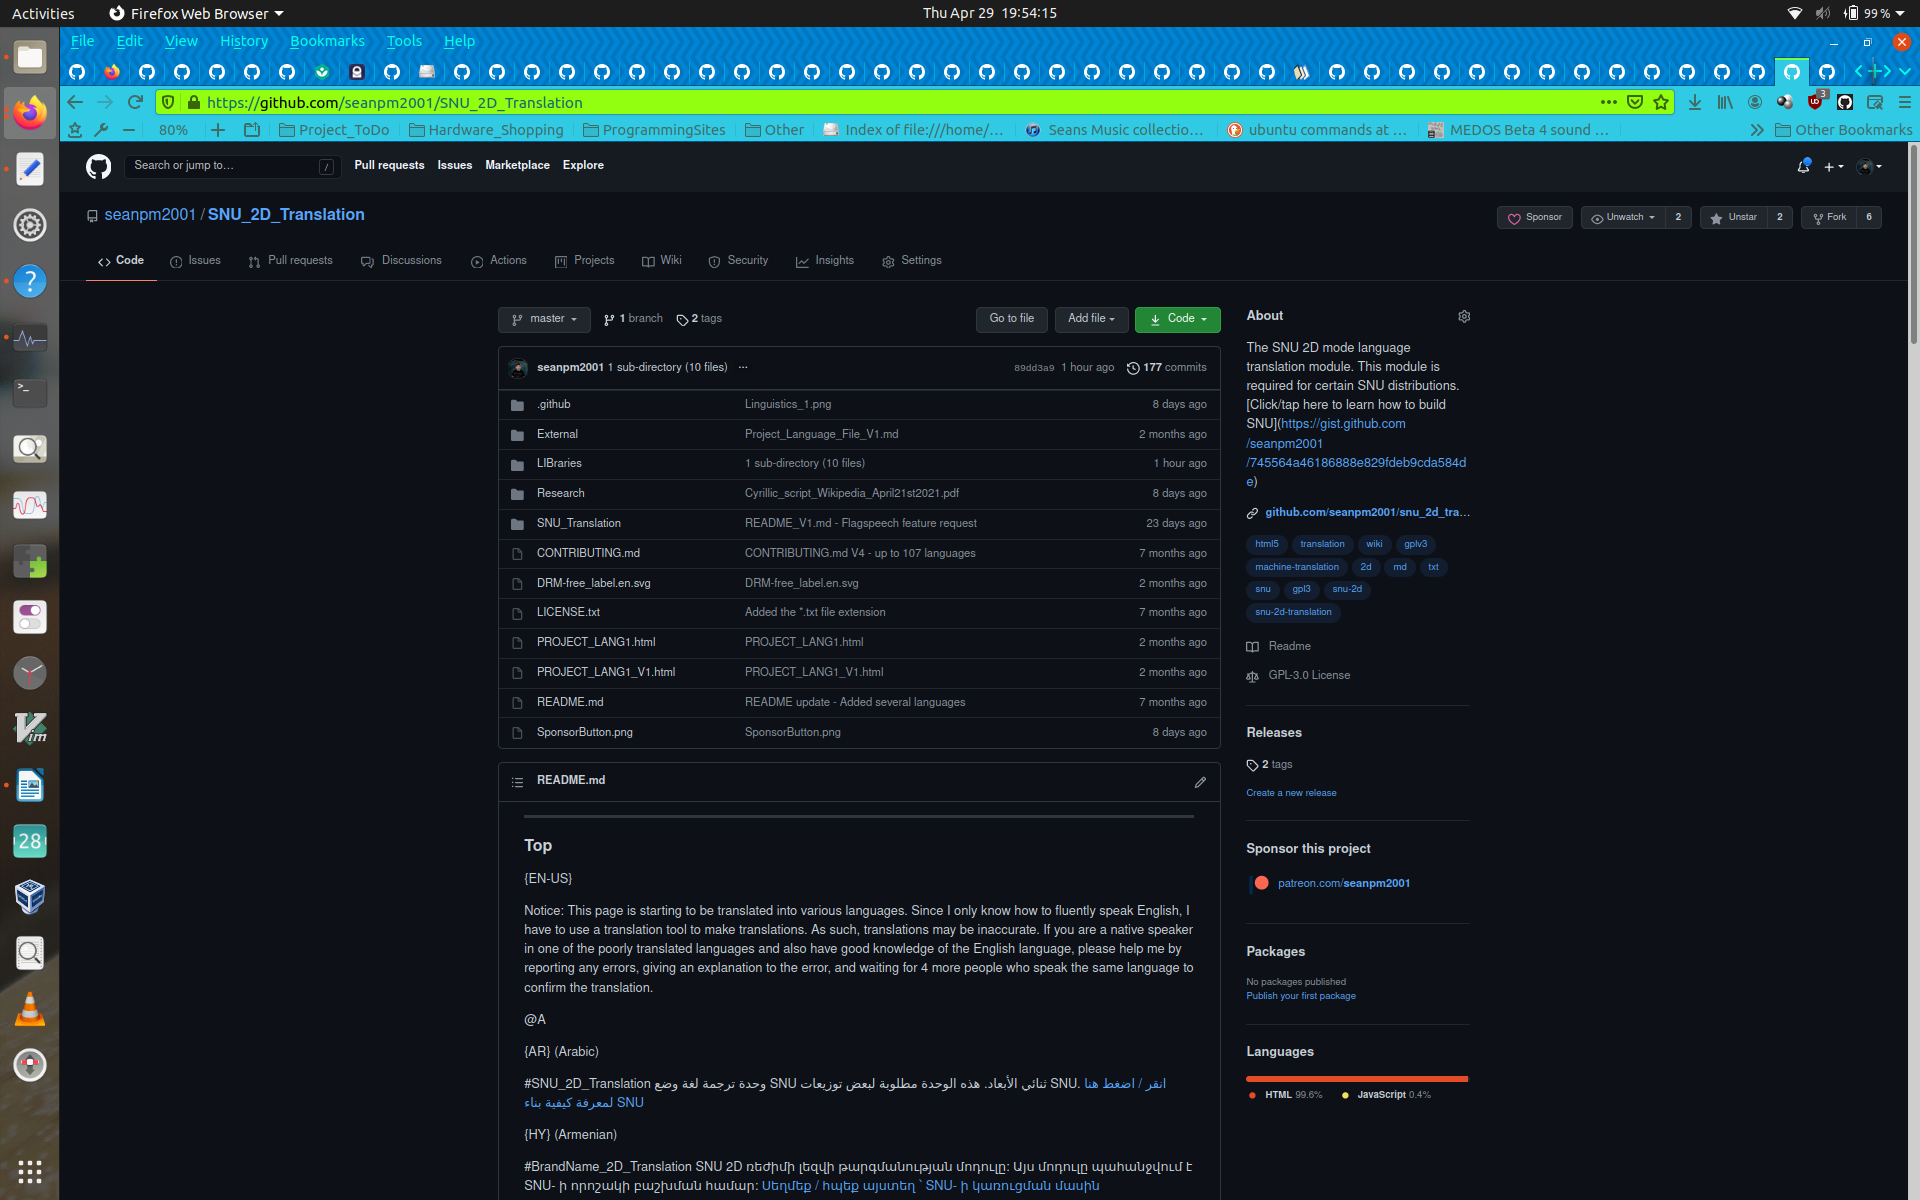 Activities
Firefox Web Browser
Thu Apr 29 19:54:15
99 %
File Edit View History Bookmarks Tools Help
https://github.com/seanpm2001/SNU_2D_Translation
3
80%
Project_ToDo
Hardware_Shopping
ProgrammingSites
Other
Index of file:///home/...
Seans Music collectio...
ubuntu commands at ...
MEDOS Beta 4 sound ...
Other Bookmarks
Search or jump to...
/
Pull requests Issues Marketplace Explore
seanpm2001 / SNU_2D_Translation
Sponsor
Unwatch 2
Unstar 2
Fork 6
Code
Issues
Pull requests
Discussions
Actions
Projects
Wiki
Security
Insights
Settings
master
1 branch
2 tags
Go to file
Add file
Code
seanpm2001 1 sub-directory (10 files) ...
89dd3a9 1 hour ago
177 commits
.github Linguistics_1.png 8 days ago
External Project_Language_File_V1.md 2 months ago
LIBraries 1 sub-directory (10 files) 1 hour ago
Research Cyrillic_script_Wikipedia_April21st2021.pdf 8 days ago
SNU_Translation README_V1.md - Flagspeech feature request 23 days ago
CONTRIBUTING.md CONTRIBUTING.md V4 - up to 107 languages 7 months ago
DRM-free_label.en.svg DRM-free_label.en.svg 2 months ago
LICENSE.txt Added the *.txt file extension 7 months ago
PROJECT_LANG1.html PROJECT_LANG1.html 2 months ago
PROJECT_LANG1_V1.html PROJECT_LANG1_V1.html 2 months ago
README.md README update - Added several languages 7 months ago
SponsorButton.png SponsorButton.png 8 days ago
README.md
Top
{EN-US}
Notice: This page is starting to be translated into various languages. Since I only know how to fluently speak English, I
have to use a translation tool to make translations. As such, translations may be inaccurate. If you are a native speaker
in one of the poorly translated languages and also have good knowledge of the English language, please help me by
reporting any errors, giving an explanation to the error, and waiting for 4 more people who speak the same language to
confirm the translation.
@A
{AR} (Arabic)
#SNU_2D_Translation وحدة ترجمة لغة وضع SNU ثنائي الأبعاد. هذه الوحدة مطلوبة لبعض توزيعات SNU. انقر / اضغط هنا
لمعرفة كيفية بناء SNU
{HY} (Armenian)
#BrandName_2D_Translation SNU 2D ռեժիմի լեզվի թարգմանության մոդուլը: Այս մոդուլը պահանջվում է
SNU- ի որոշակի բաշխման համար: Սեղմեք / հպեք այստեղ ՝ SNU- ի կառուցման մասին
About
The SNU 2D mode language
translation module. This module is
required for certain SNU distributions.
[Click/tap here to learn how to build
SNU](https://gist.github.com
/seanpm2001
/745564a46186888e829fdeb9cda584d
e)
github.com/seanpm2001/snu_2d_tra...
html5 translation wiki gplv3
machine-translation 2d md txt
snu gpl3 snu-2d
snu-2d-translation
Readme
GPL-3.0 License
Releases
2 tags
Create a new release
Sponsor this project
patreon.com/seanpm2001
Packages
No packages published
Publish your first package
Languages
HTML 99.6%
JavaScript 0.4%
28